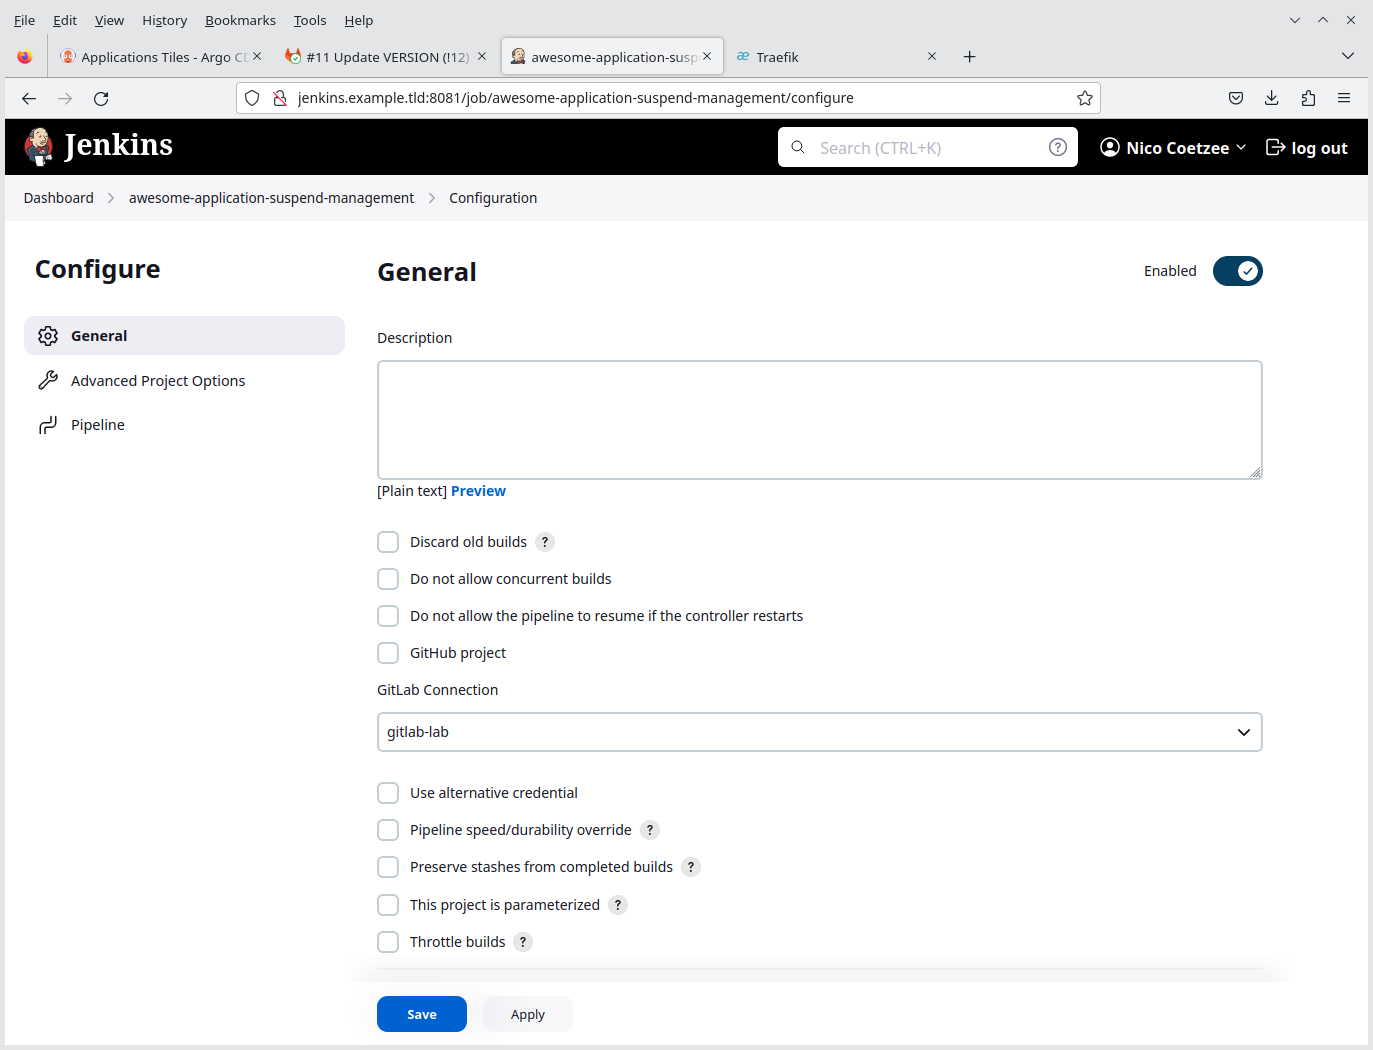 File Edit View History Bookmarks Tools Help
Applications Tiles - Argo CD
#11 Update VERSION (!12)
awesome-application-susp
Traefik
jenkins.example.tld:8081/job/awesome-application-suspend-management/configure
Jenkins
Search (CTRL+K)
?
Nico Coetzee
log out
Dashboard
awesome-application-suspend-management
Configuration
Configure
General
Advanced Project Options
Pipeline
General
Enabled
Description
[Plain text] Preview
Discard old builds ?
Do not allow concurrent builds
Do not allow the pipeline to resume if the controller restarts
GitHub project
GitLab Connection
gitlab-lab
Use alternative credential
Pipeline speed/durability override ?
Preserve stashes from completed builds ?
This project is parameterized ?
Throttle builds ?
Save
Apply